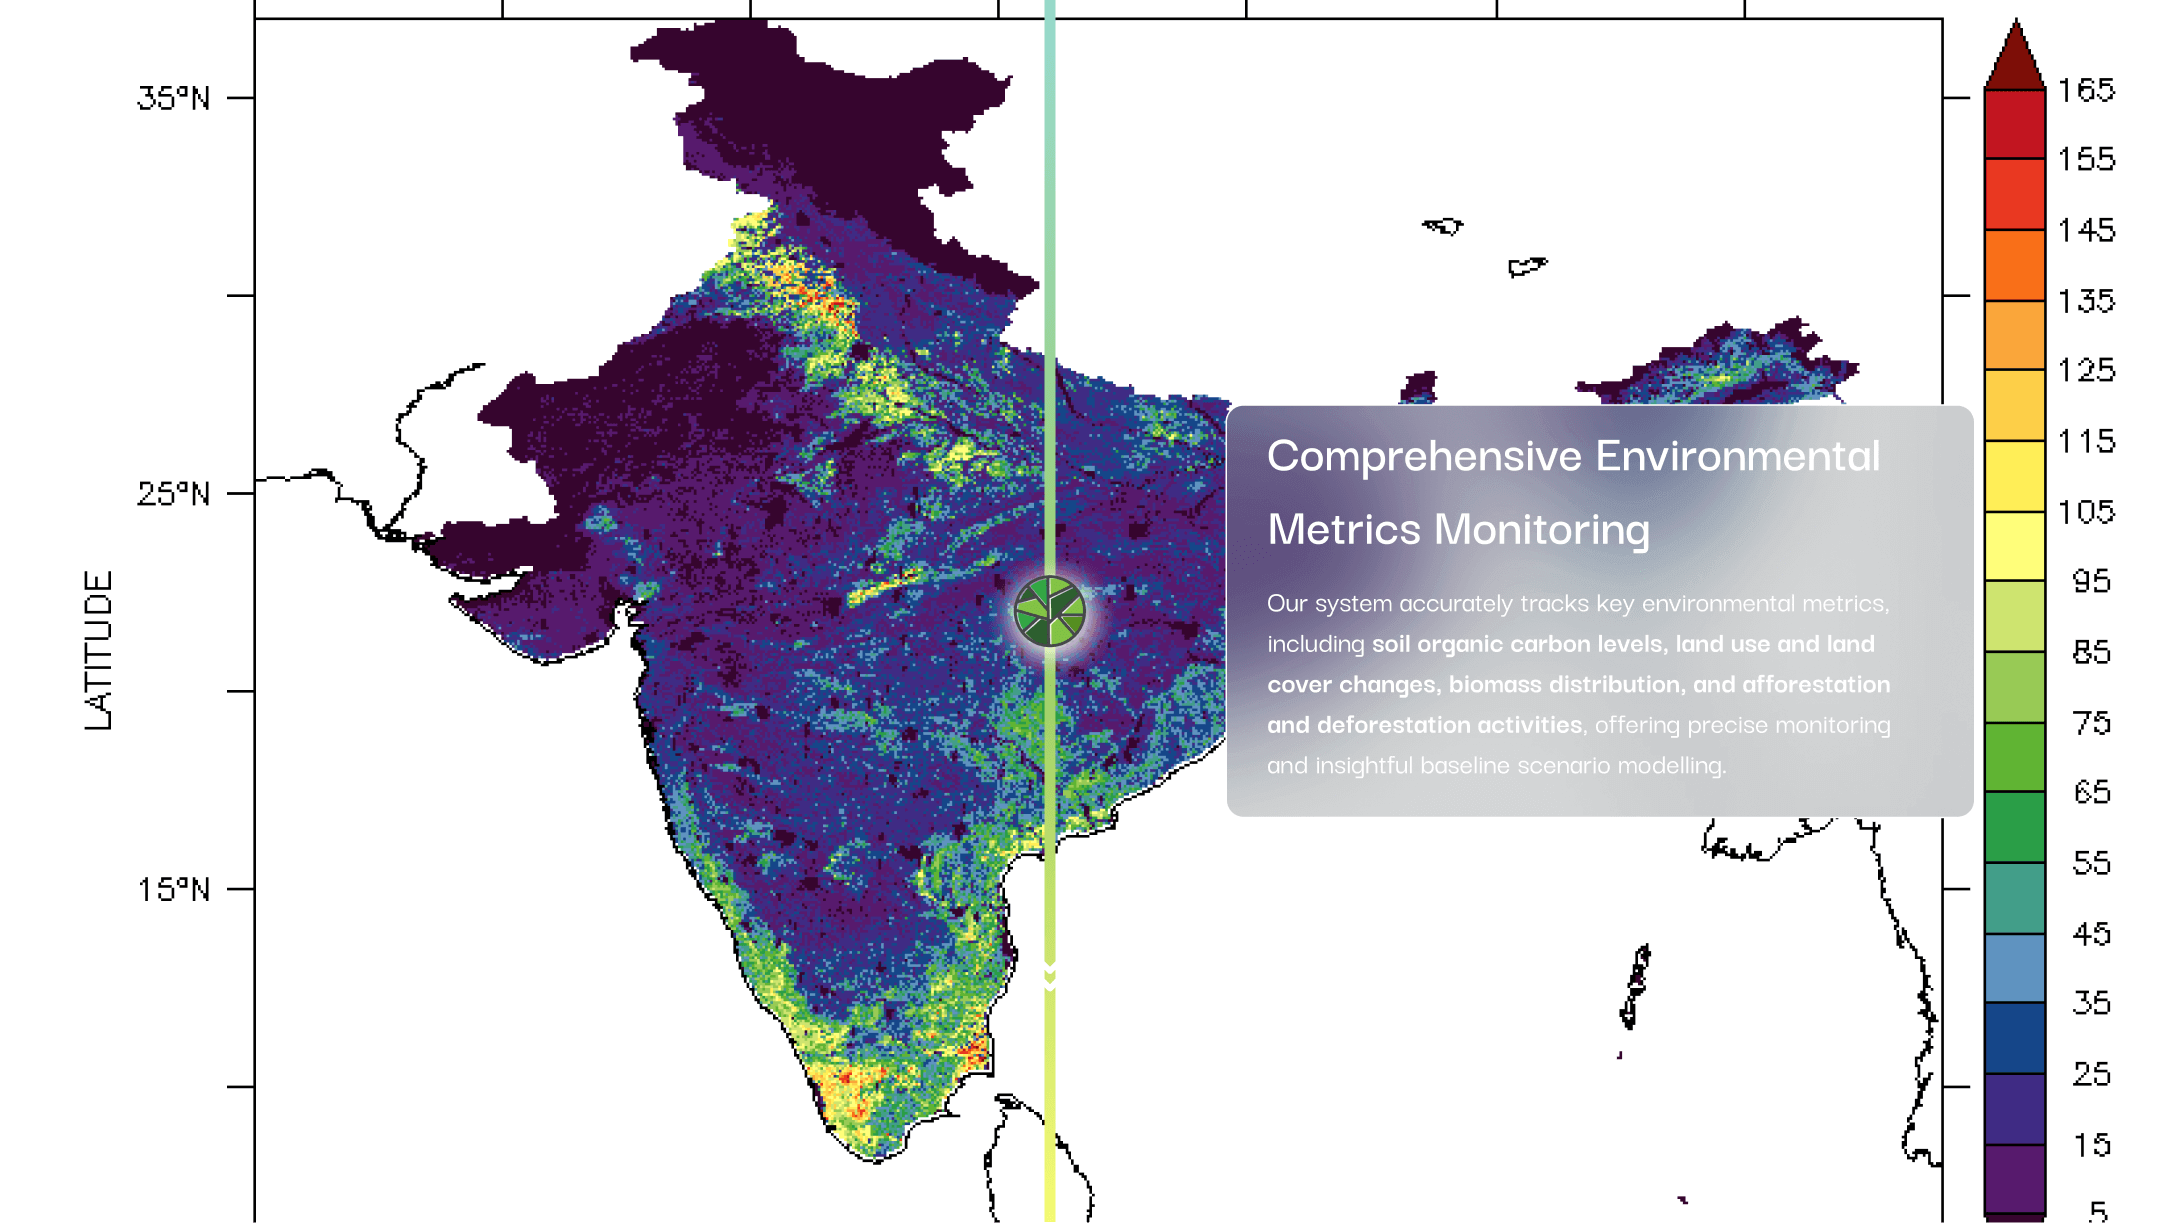 35°N
25°N
15°N
LATITUDE
Comprehensive Environmental
Metrics Monitoring
Our system accurately tracks key environmental metrics,
including soil organic carbon levels, land use and land
cover changes, biomass distribution, and afforestation
and deforestation activities, offering precise monitoring
and insightful baseline scenario modelling.
165
155
145
135
125
115
105
95
85
75
65
55
45
35
25
15
5